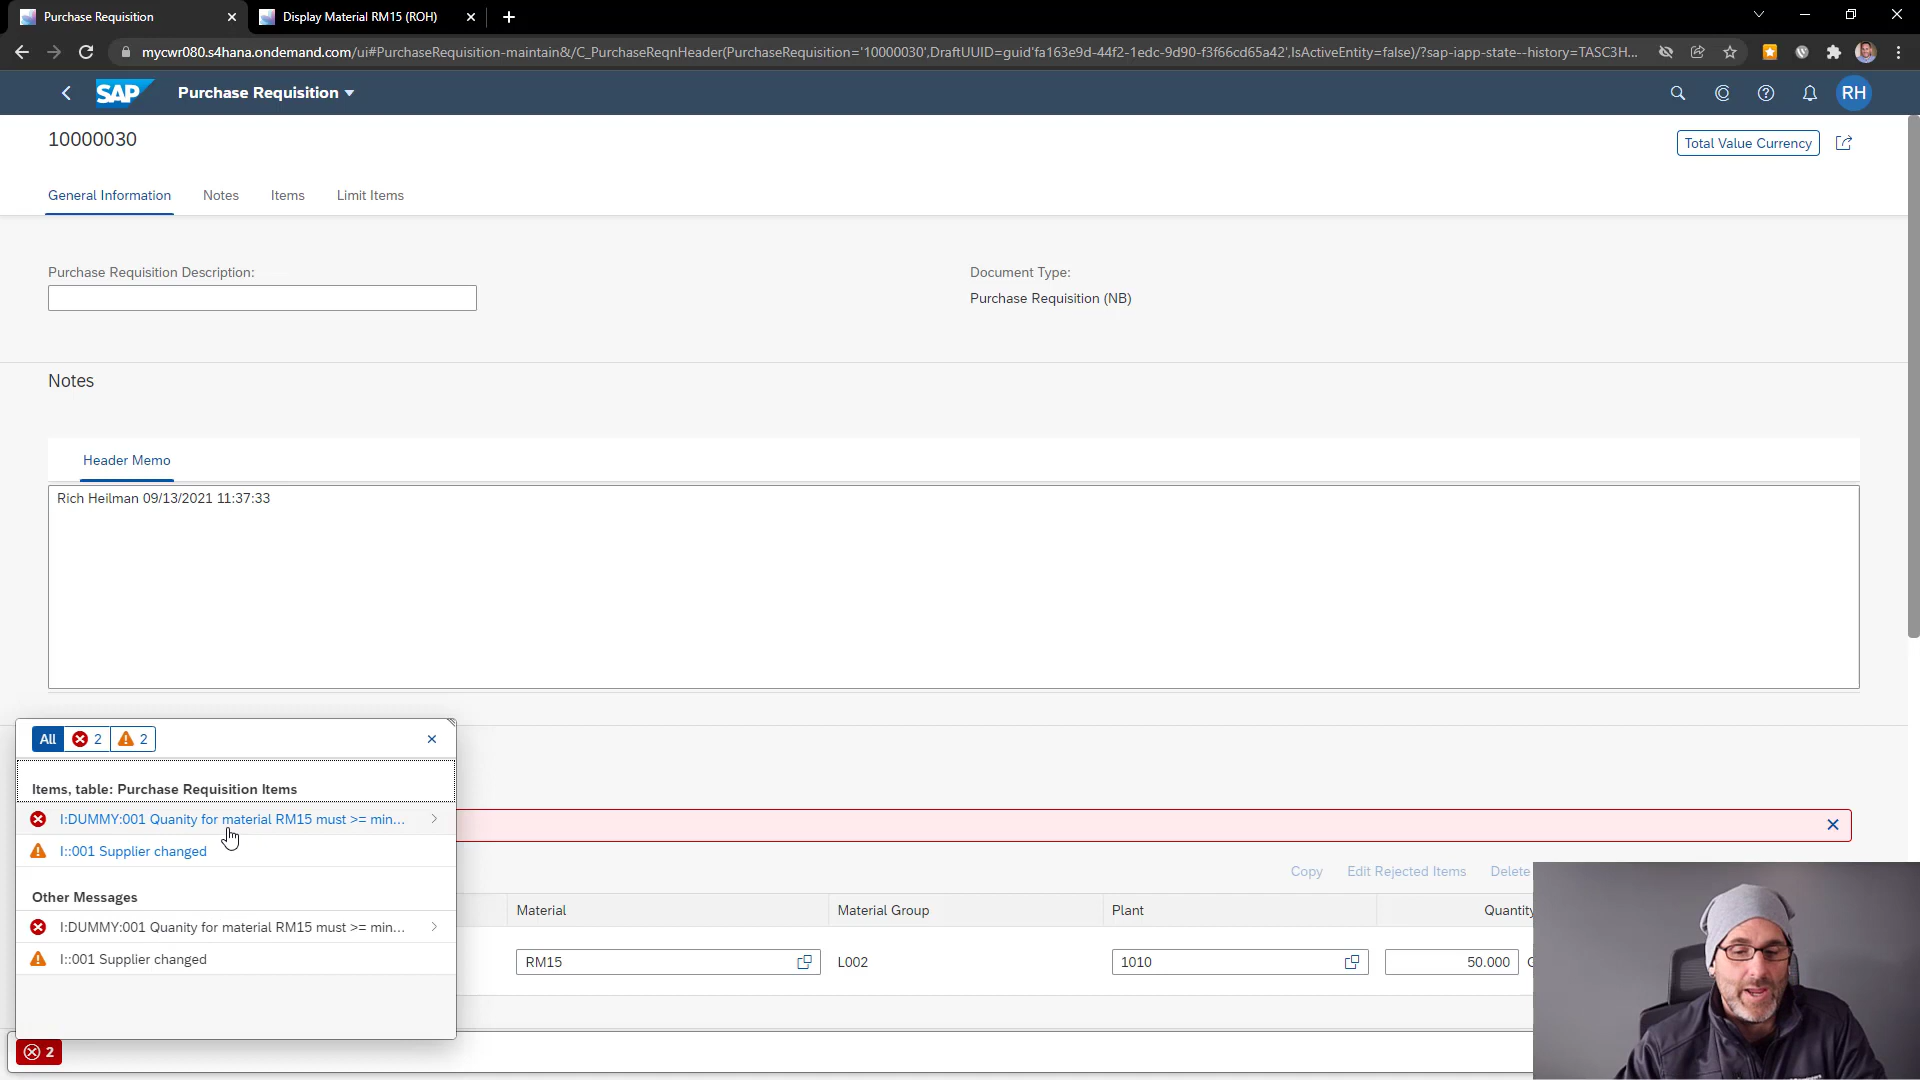 Purchase Requisition
Display Material RM15 (ROH)
mycwr080.s4hana.ondemand.com/ui#PurchaseRequisition-maintain&/C_PurchaseReqnHeader(PurchaseRequisition='10000030',DraftUUID=guid'fa163e9d-44f2-1edc-9d90-f3f66cd65a42',IsActiveEntity=false)/?sap-iapp-state--history=TASC3H...
SAP
Purchase Requisition
RH
10000030
Total Value Currency
General Information
Notes
Items
Limit Items
Purchase Requisition Description:
Document Type:
Purchase Requisition (NB)
Notes
Header Memo
Rich Heilman 09/13/2021 11:37:33
All
2
2
Items, table: Purchase Requisition Items
I:DUMMY:001 Quanity for material RM15 must >= min...
I::001 Supplier changed
Other Messages
I:DUMMY:001 Quanity for material RM15 must >= min...
I::001 Supplier changed
Copy
Edit Rejected Items
Delete
Material
Material Group
Plant
Quantity
RM15
L002
1010
50.000
2